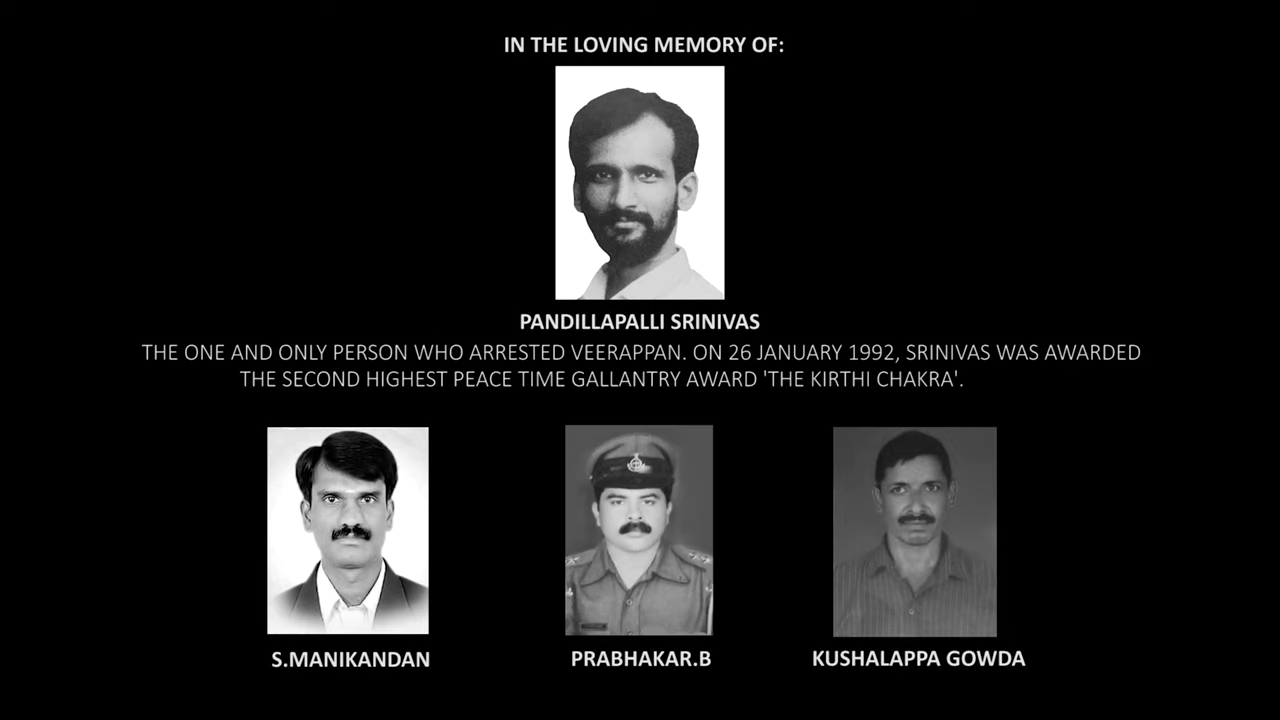 IN THE LOVING MEMORY OF:
PANDILLAPALLI SRINIVAS
THE ONE AND ONLY PERSON WHO ARRESTED VEERAPPAN. ON 26 JANUARY 1992, SRINIVAS WAS AWARDED
THE SECOND HIGHEST PEACE TIME GALLANTRY AWARD 'THE KIRTHI CHAKRA'.
S.MANIKANDAN
PRABHAKAR.B
KUSHALAPPA GOWDA